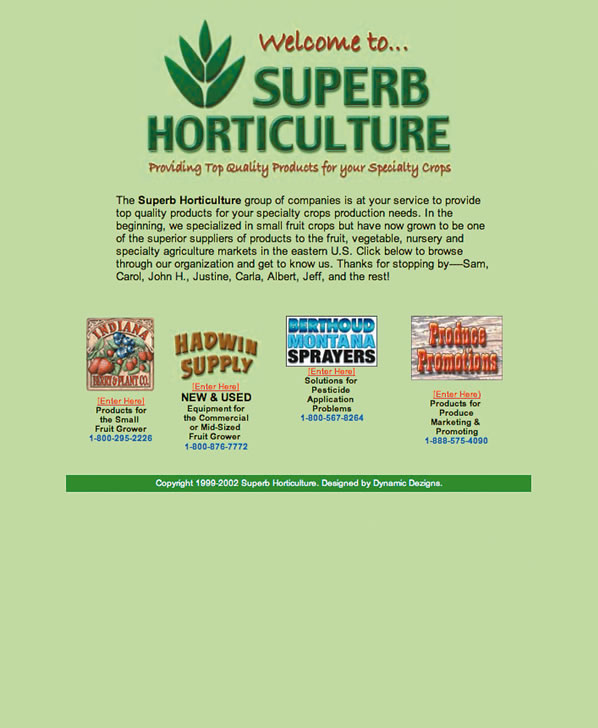 Welcome to...
SUPERB
HORTICULTURE
Providing Top Quality Products for your Specialty Crops
The Superb Horticulture group of companies is at your service to provide
top quality products for your specialty crops production needs. In the
beginning, we specialized in small fruit crops but have now grown to be one
of the superior suppliers of products to the fruit, vegetable, nursery and
specialty agriculture markets in the eastern U.S. Click below to browse
through our organization and get to know us. Thanks for stopping by----Sam,
Carol, John H., Justine, Carla, Albert, Jeff, and the rest!
INDIANA
BERRY & PLANT CO.
[Enter Here]
Products for
the Small
Fruit Grower
1-800-295-2226
HADWIN
SUPPLY
[Enter Here]
NEW & USED
Equipment for
the Commercial
or Mid-Sized
Fruit Grower
1-800-876-7772
BERTHOUD
MONTANA
SPRAYERS
[Enter Here]
Solutions for
Pesticide
Application
Problems
1-800-567-8264
Produce
Promotions
[Enter Here)
Products for
Produce
Marketing &
Promoting
1-888-575-4090
Copyright 1999-2002 Superb Horticulture. Designed by Dynamic Dezigns.